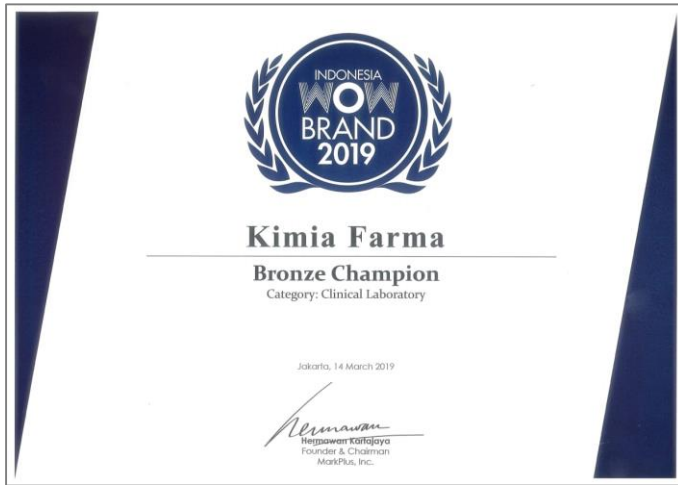 INDONESIA
WOW
BRAND
2019
Kimia Farma
Bronze Champion
Category: Clinical Laboratory
Jakarta, 14 March 2019
Hermawan
Hermawan Kartajaya
Founder & Chairman
MarkPlus, Inc.